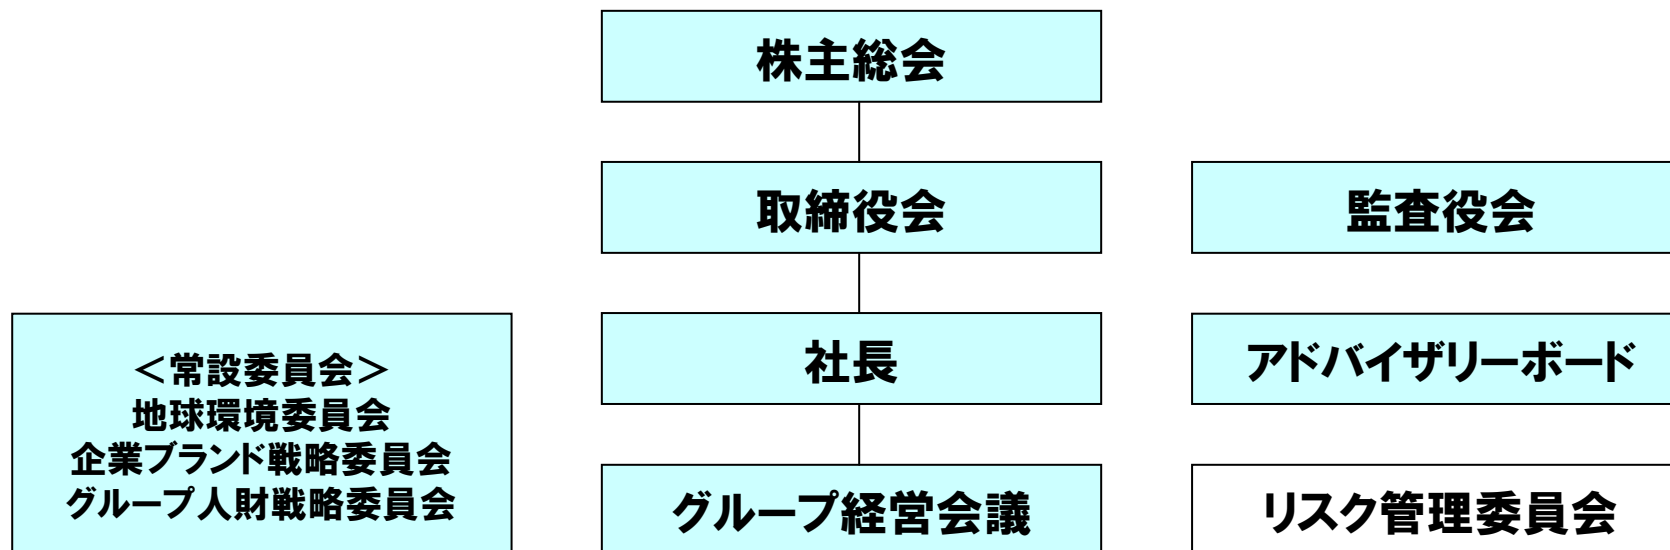 株主総会
取締役会
監査役会
社長
アドバイザリーボード
＜常設委員会＞
地球環境委員会
企業ブランド戦略委員会
グループ人財戦略委員会
グループ経営会議
リスク管理委員会